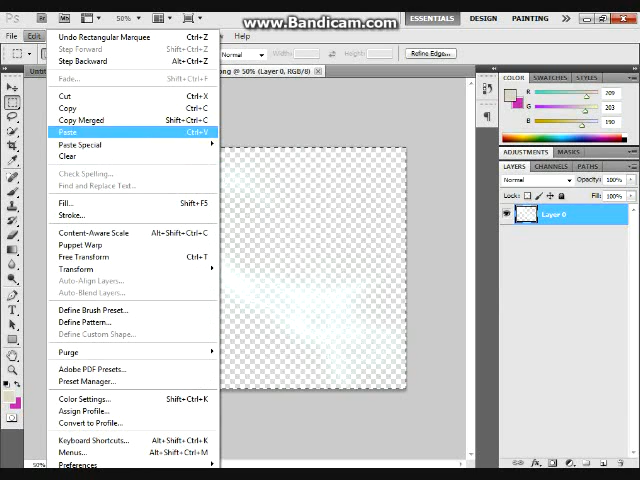 www.Bandicam.com
Ps
Br
50%
ESSENTIALS
DESIGN
PAINTING
File
Edit
Help
Normal
Width:
Height:
Refine Edge...
.png @ 50% (Layer 0, RGB/8)
Undo Rectangular Marquee Ctrl+Z
Step Forward Shift+Ctrl+Z
Step Backward Alt+Ctrl+Z
Fade... Shift+Ctrl+F
Cut Ctrl+X
Copy Ctrl+C
Copy Merged Shift+Ctrl+C
Paste Ctrl+V
Paste Special
Clear
Check Spelling...
Find and Replace Text...
Fill... Shift+F5
Stroke...
Content-Aware Scale Alt+Shift+Ctrl+C
Puppet Warp
Free Transform Ctrl+T
Transform
Auto-Align Layers...
Auto-Blend Layers...
Define Brush Preset...
Define Pattern...
Define Custom Shape...
Purge
Adobe PDF Presets...
Preset Manager...
Color Settings... Shift+Ctrl+K
Assign Profile...
Convert to Profile...
Keyboard Shortcuts... Alt+Shift+Ctrl+K
Menus... Alt+Shift+Ctrl+M
Preferences
50%
COLOR SWATCHES STYLES
R 209
G 203
B 190
ADJUSTMENTS MASKS
LAYERS CHANNELS PATHS
Normal Opacity: 100%
Lock: Fill: 100%
Layer 0
fx